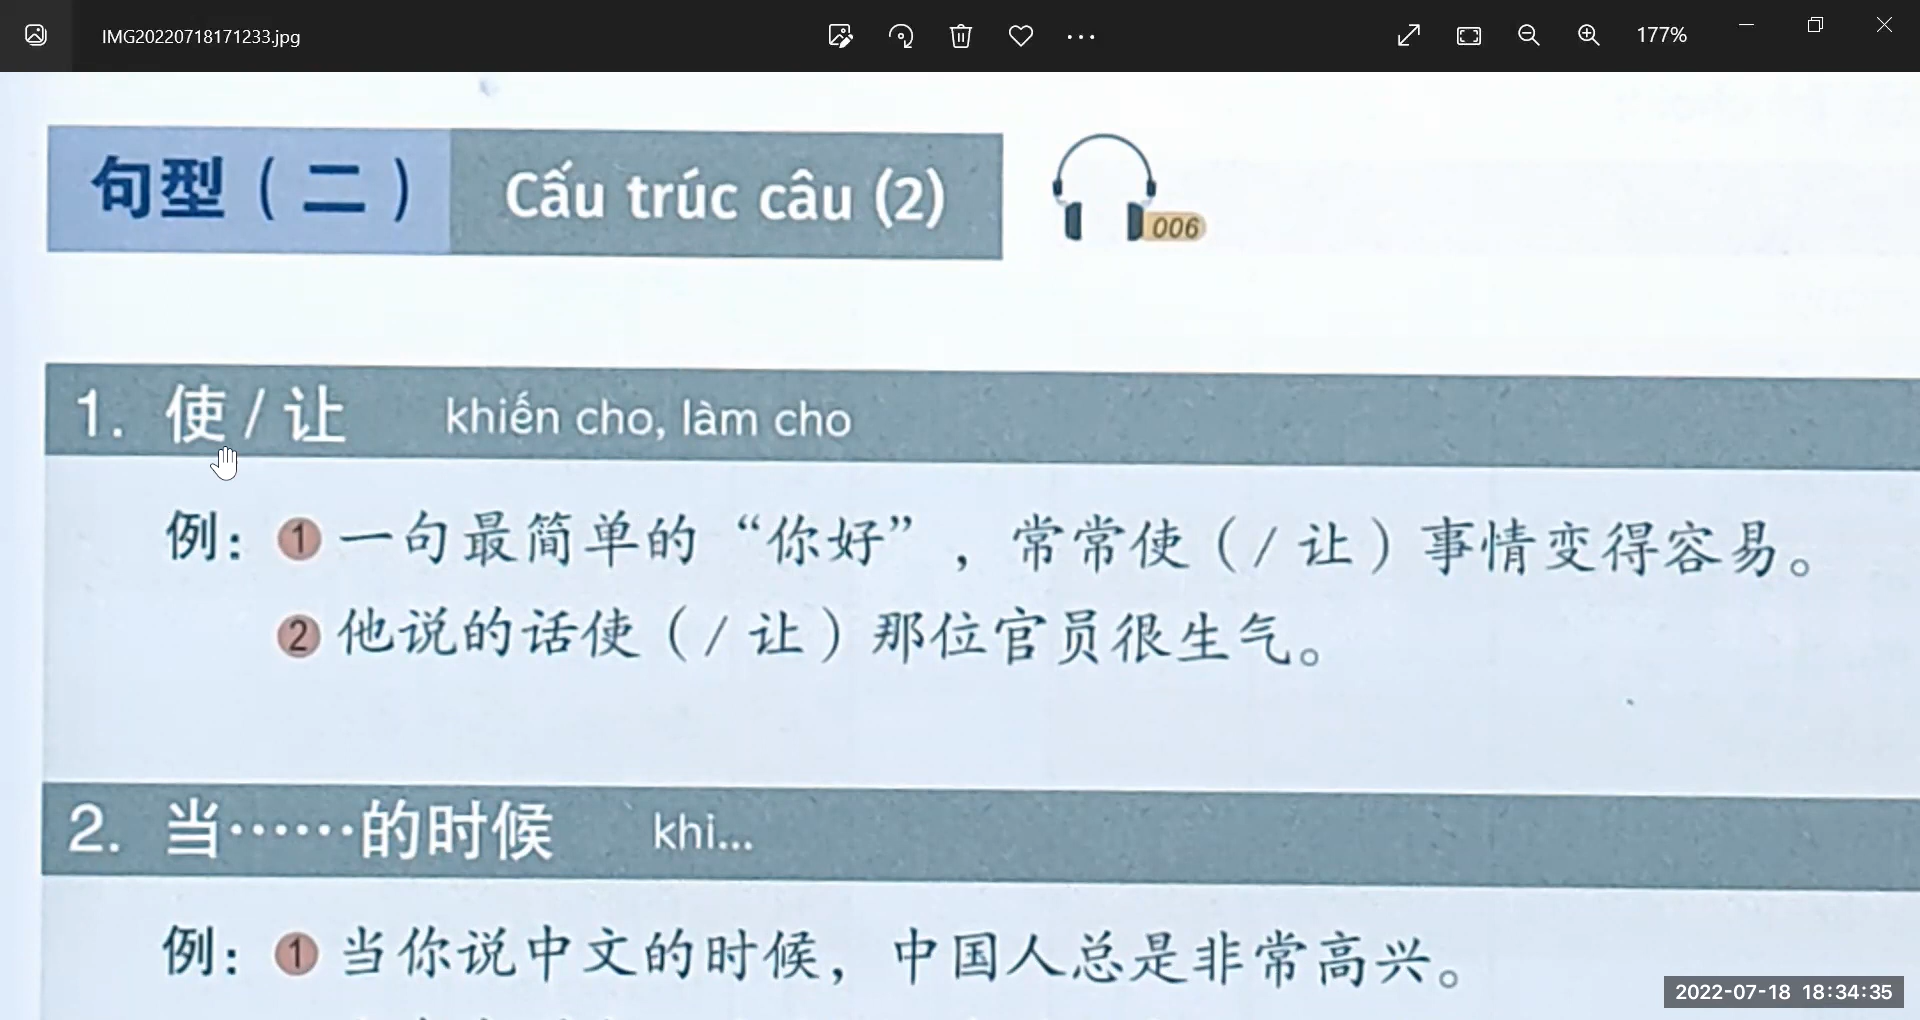 IMG20220718171233.jpg
177%
句型（二） Cấu trúc câu (2)
006
1. 使 / 让 khiến cho, làm cho
例：1 一句最简单的“你好”，常常使（/ 让）事情变得容易。
2 他说的话使（/ 让）那位官员很生气。
2. 当……的时候 khi...
例：1 当你说中文的时候，中国人总是非常高兴。
2022-07-18 18:34:35